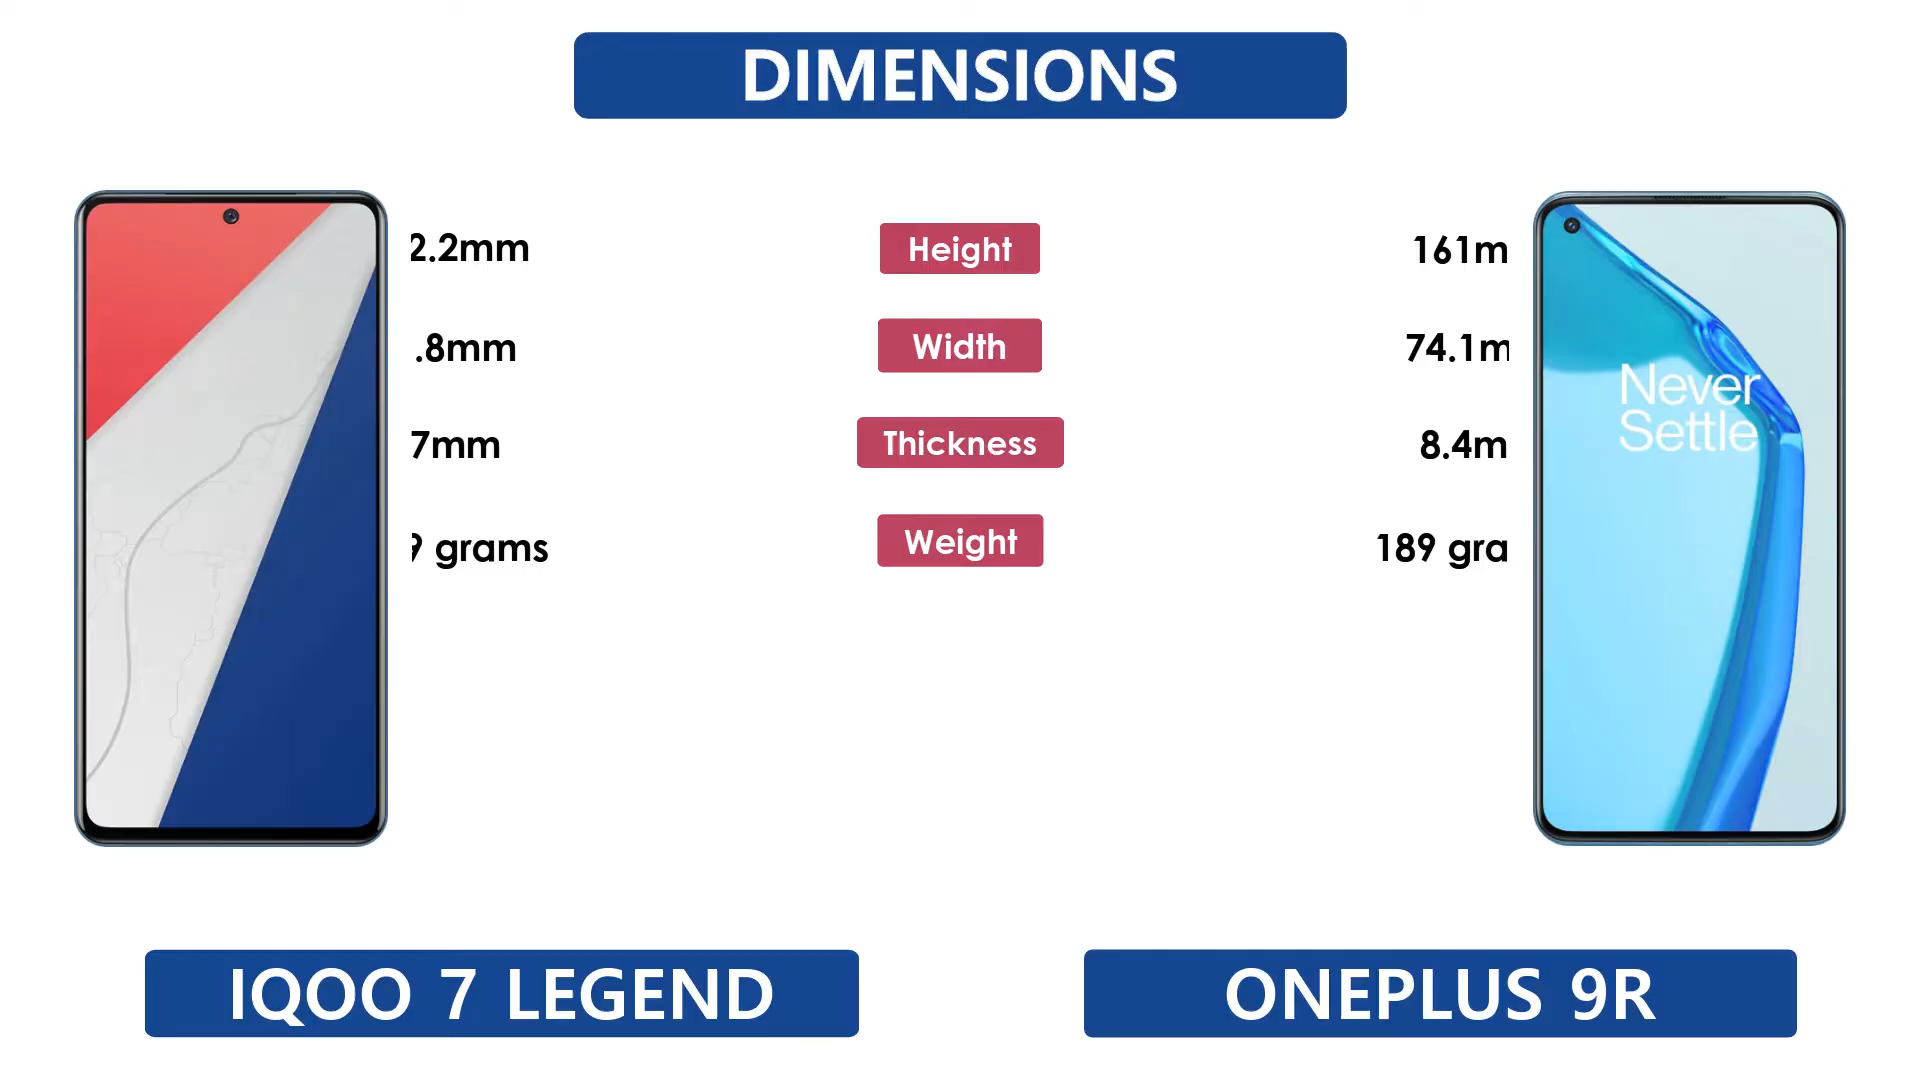 DIMENSIONS
2.2mm Height 161m
.8mm Width 74.1m
7mm Thickness 8.4m
9 grams Weight 189 gra
Never
Settle
IQOO 7 LEGEND
ONEPLUS 9R